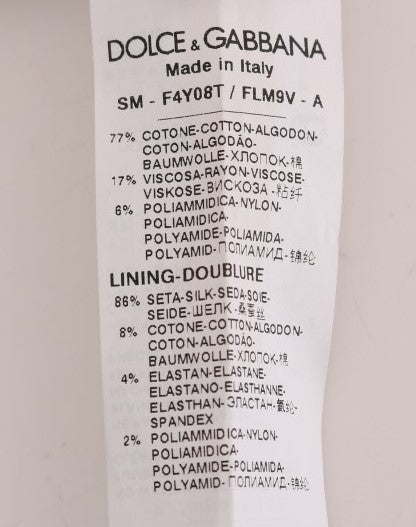 DOLCE & GABBANA
Made in Italy
SM - F4Y08T / FLM9V - A
77% COTONE-COTTON-ALGODON-
COTON-ALGODÃO-
BAUMWOLLE-ХЛОПОК-棉
17% VISCOSA-RAYON-VISCOSE-
VISKOSE-ВИСКОЗА-粘纤
6% POLIAMMIDICA-NYLON-
POLIAMIDICA-
POLYAMIDE-POLIAMIDA-
POLYAMID-ПОЛИАМИД-锦纶
LINING-DOUBLURE
86% SETA-SILK-SEDA-SOIE-
SEIDE-ШЕЛК-桑蚕丝
8% COTONE-COTTON-ALGODON-
COTON-ALGODÃO-
BAUMWOLLE-ХЛОПОК-棉
4% ELASTAN-ELASTANE-
ELASTANO-ELASTHANNE-
ELASTHAN-ЭЛАСТАН-氨纶-
SPANDEX
2% POLIAMMIDICA-NYLON-
POLIAMIDICA-
POLYAMIDE-POLIAMIDA-
POLYAMID-ПОЛИАМИД-锦纶